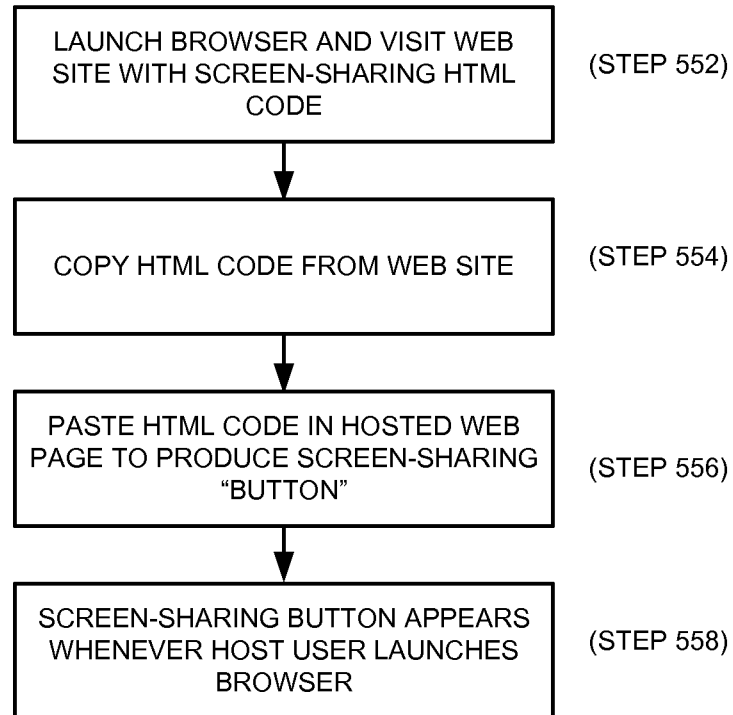 LAUNCH BROWSER AND VISIT WEB
SITE WITH SCREEN-SHARING HTML
CODE
(STEP 552)
COPY HTML CODE FROM WEB SITE
(STEP 554)
PASTE HTML CODE IN HOSTED WEB
PAGE TO PRODUCE SCREEN-SHARING
“BUTTON”
(STEP 556)
SCREEN-SHARING BUTTON APPEARS
WHENEVER HOST USER LAUNCHES
BROWSER
(STEP 558)